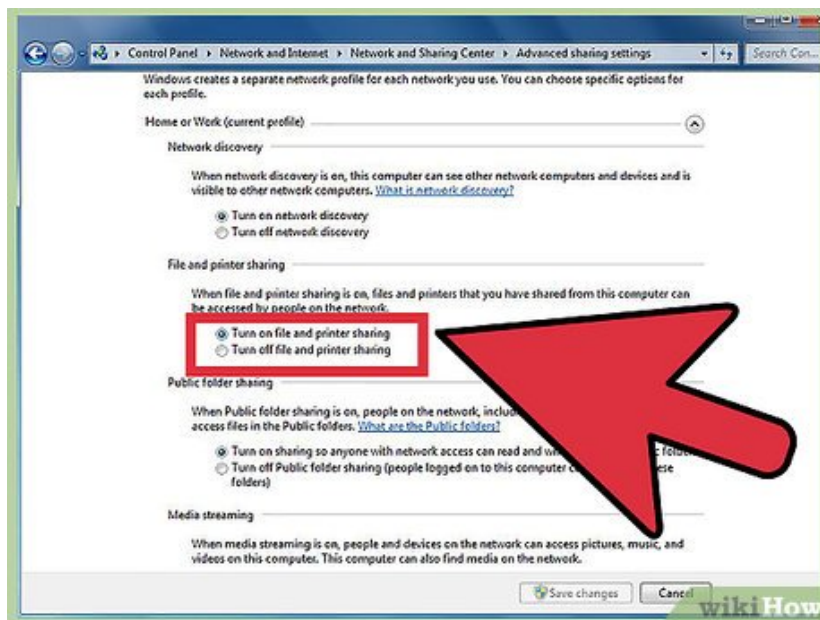 Control Panel ▸ Network and Internet ▸ Network and Sharing Center ▸ Advanced sharing settings
Search Con...
Windows creates a separate network profile for each network you use. You can choose specific options for
each profile.
Home or Work (current profile)
Network discovery
When network discovery is on, this computer can see other network computers and devices and is
visible to other network computers. What is network discovery?
Turn on network discovery
Turn off network discovery
File and printer sharing
When file and printer sharing is on, files and printers that you have shared from this computer can
be accessed by people on the network.
Turn on file and printer sharing
Turn off file and printer sharing
Public folder sharing
When Public folder sharing is on, people on the network,
access files in the Public folders. What are the Public folders?
Turn on sharing so anyone with network access can read and
Turn off Public folder sharing (people logged on to this computer
folders)
Media streaming
When media streaming is on, people and devices on the network can access pictures, music, and
videos on this computer. This computer can also find media on the network.
Save changes
Cancel
wikiHow